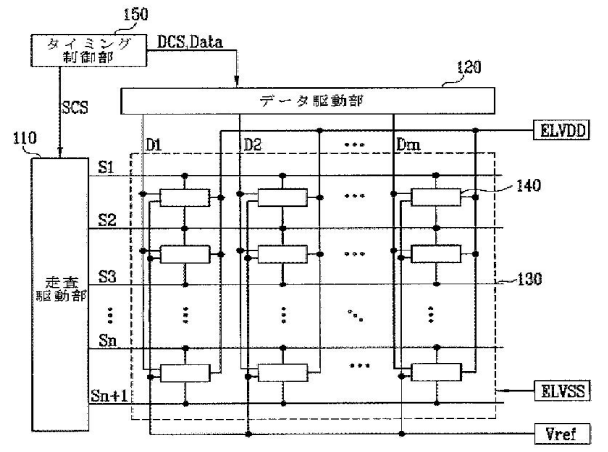 150
タイミング
制御部
DCS,Data
120
データ駆動部
SCS
110
走査
駆動部
D1
D2
...
Dm
ELVDD
S1
...
140
S2
...
S3
130
...
Sn
...
Sn+1
ELVSS
Vref